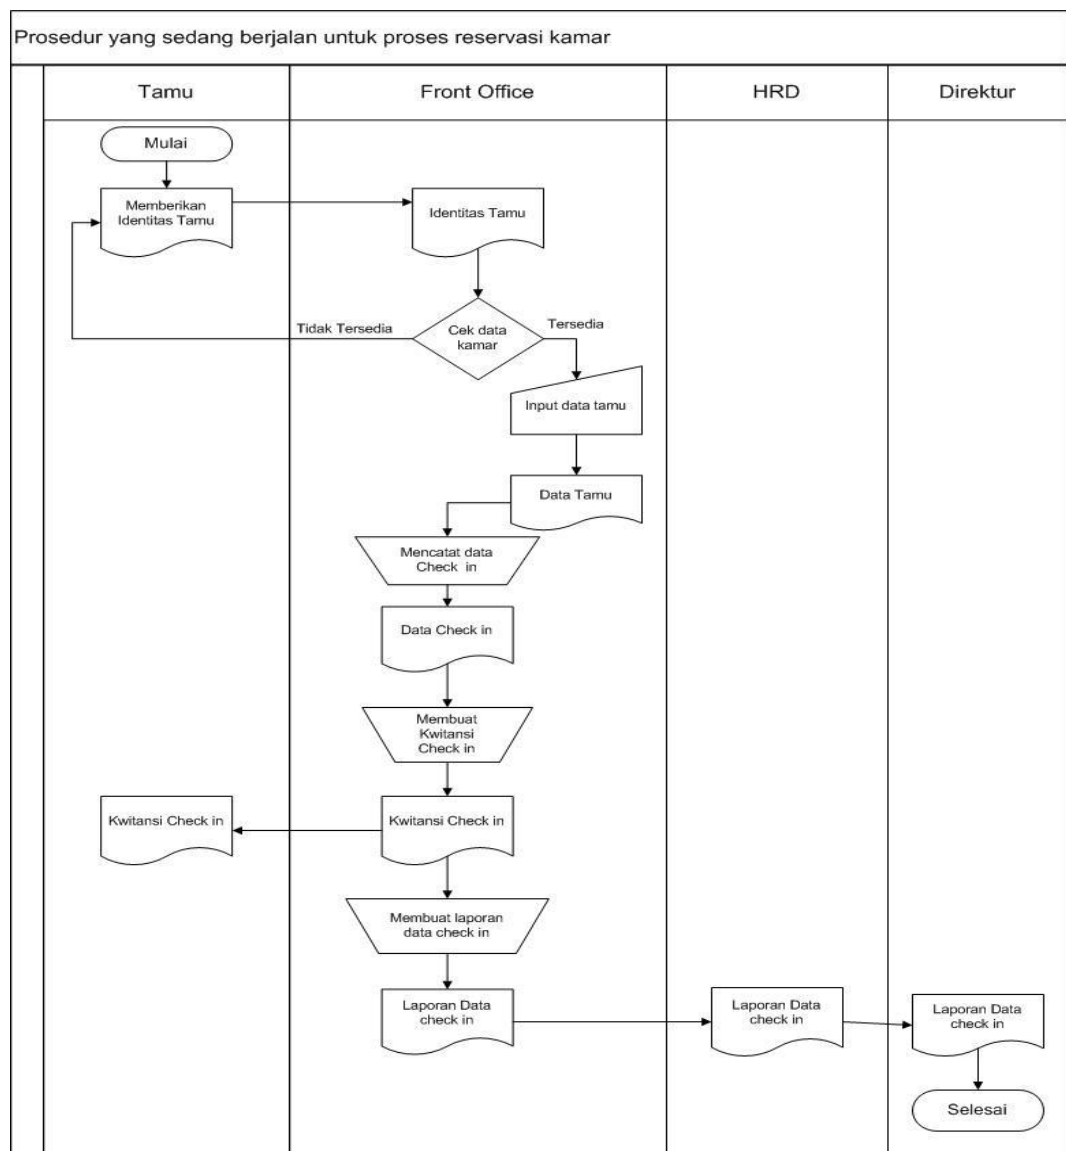 Prosedur yang sedang berjalan untuk proses reservasi kamar
Tamu
Front Office
HRD
Direktur
Mulai
Memberikan
Identitas Tamu
Identitas Tamu
Tidak Tersedia
Cek data
kamar
Tersedia
Input data tamu
Data Tamu
Mencatat data
Check in
Data Check in
Membuat
Kwitansi
Check in
Kwitansi Check in
Kwitansi Check in
Membuat laporan
data check in
Laporan Data
check in
Laporan Data
check in
Laporan Data
check in
Selesai